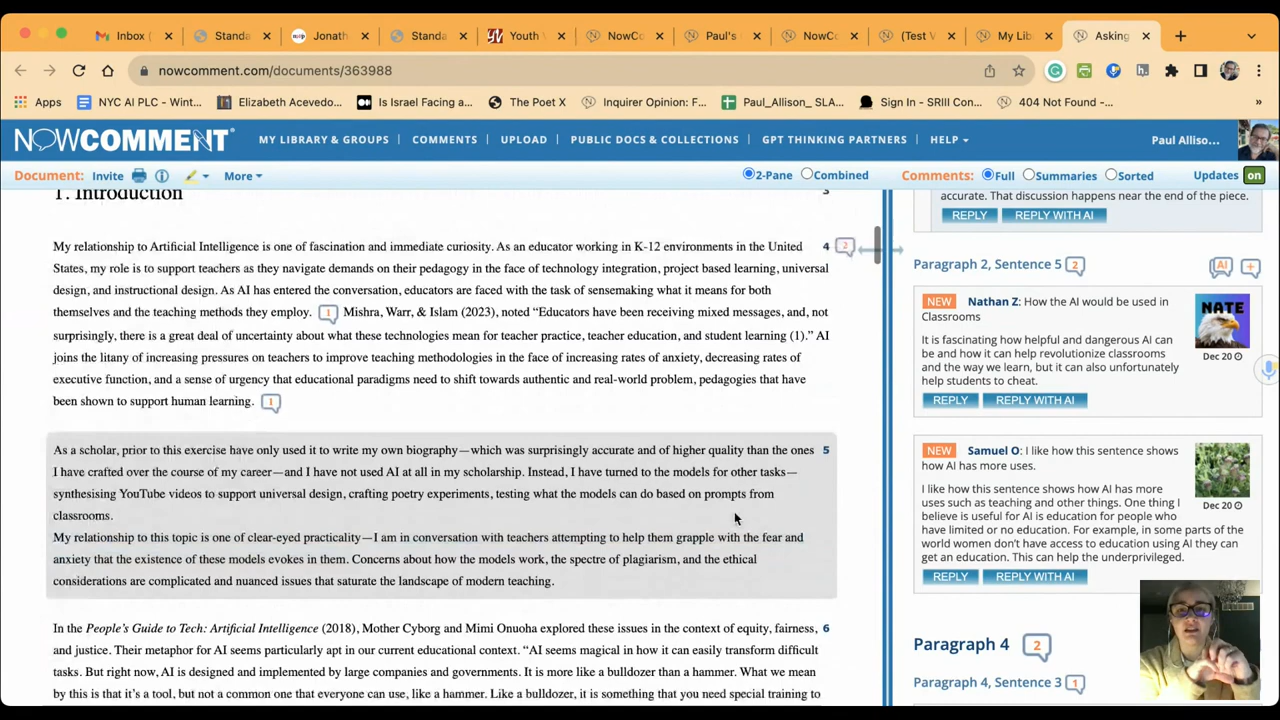 Inbox (
Standa
Jonath
Standa
Youth
NowCo
Paul's
NowCo
(Test V
My Lib
Asking
nowcomment.com/documents/363988
Apps
NYC AI PLC - Wint...
Elizabeth Acevedo...
Is Israel Facing a...
The Poet X
Inquirer Opinion: F...
Paul_Allison_ SLA...
Sign In - SRIII Con...
404 Not Found -...
»
NOWCOMMENT®
MY LIBRARY & GROUPS | COMMENTS | UPLOAD | PUBLIC DOCS & COLLECTIONS | GPT THINKING PARTNERS | HELP
Paul Alliso...
Document: Invite
More
2-Pane
Combined
Comments: Full Summaries Sorted
Updates on
1. Introduction
3
My relationship to Artificial Intelligence is one of fascination and immediate curiosity. As an educator working in K-12 environments in the United
4
2
States, my role is to support teachers as they navigate demands on their pedagogy in the face of technology integration, project based learning, universal
design, and instructional design. As AI has entered the conversation, educators are faced with the task of sensemaking what it means for both
themselves and the teaching methods they employ. 1 Mishra, Warr, & Islam (2023), noted “Educators have been receiving mixed messages, and, not
surprisingly, there is a great deal of uncertainty about what these technologies mean for teacher practice, teacher education, and student learning (1).” AI
joins the litany of increasing pressures on teachers to improve teaching methodologies in the face of increasing rates of anxiety, decreasing rates of
executive function, and a sense of urgency that educational paradigms need to shift towards authentic and real-world problem, pedagogies that have
been shown to support human learning. 1
As a scholar, prior to this exercise have only used it to write my own biography—which was surprisingly accurate and of higher quality than the ones
5
I have crafted over the course of my career—and I have not used AI at all in my scholarship. Instead, I have turned to the models for other tasks—
synthesising YouTube videos to support universal design, crafting poetry experiments, testing what the models can do based on prompts from
classrooms.
My relationship to this topic is one of clear-eyed practicality—I am in conversation with teachers attempting to help them grapple with the fear and
anxiety that the existence of these models evokes in them. Concerns about how the models work, the spectre of plagiarism, and the ethical
considerations are complicated and nuanced issues that saturate the landscape of modern teaching.
In the People’s Guide to Tech: Artificial Intelligence (2018), Mother Cyborg and Mimi Onuoha explored these issues in the context of equity, fairness,
6
and justice. Their metaphor for AI seems particularly apt in our current educational context. “AI seems magical in how it can easily transform difficult
tasks. But right now, AI is designed and implemented by large companies and governments. It is more like a bulldozer than a hammer. What we mean
by this is that it’s a tool, but not a common one that everyone can use, like a hammer. Like a bulldozer, it is something that you need special training to
accurate. That discussion happens near the end of the piece.
REPLY
REPLY WITH AI
Paragraph 2, Sentence 5 2
AI
+
NEW Nathan Z: How the AI would be used in
Classrooms
It is fascinating how helpful and dangerous AI can
be and how it can help revolutionize classrooms
and the way we learn, but it can also unfortunately
help students to cheat.
NATE
Dec 20
REPLY
REPLY WITH AI
NEW Samuel O: I like how this sentence shows
how AI has more uses.
I like how this sentence shows how AI has more
uses such as teaching and other things. One thing I
believe is useful for AI is education for people who
have limited or no education. For example, in some parts of the
world women don't have access to education using AI they can
get an education. This can help the underprivileged.
Dec 20
REPLY
REPLY WITH AI
Paragraph 4 2
Paragraph 4, Sentence 3 1